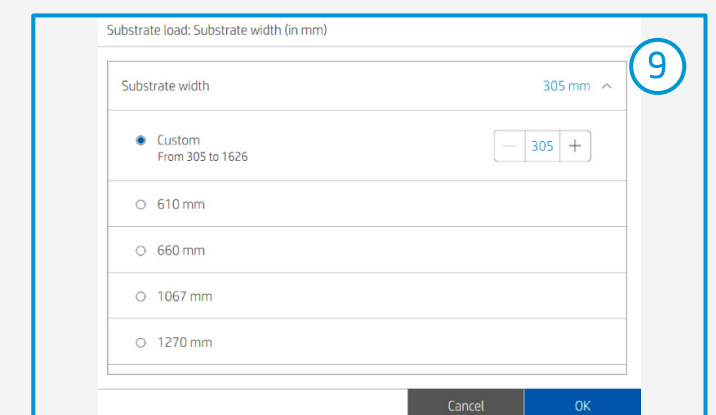 Substrate load: Substrate width (in mm)
9
Substrate width 305 mm
Custom
From 305 to 1626
— 305 +
610 mm
660 mm
1067 mm
1270 mm
Cancel OK